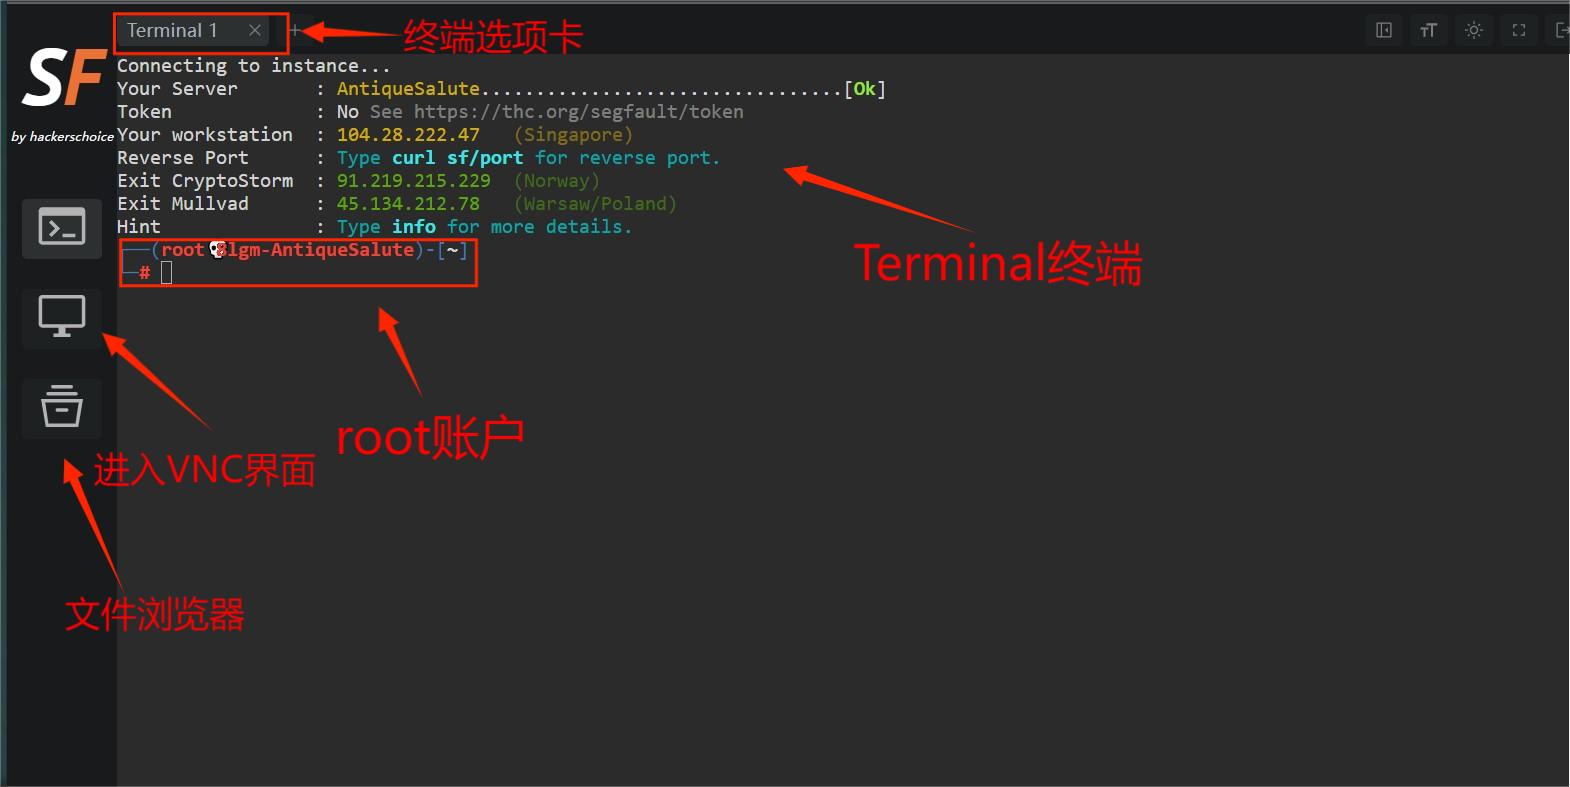 Terminal 1
终端选项卡
SF
by hackerschoice
Connecting to instance...
Your Server : AntiqueSalute.................................[Ok]
Token : No See https://thc.org/segfault/token
Your workstation : 104.28.222.47 (Singapore)
Reverse Port : Type curl sf/port for reverse port.
Exit CryptoStorm : 91.219.215.229 (Norway)
Exit Mullvad : 45.134.212.78 (Warsaw/Poland)
Hint : Type info for more details.
(root💀lgm-AntiqueSalute)-[~]
#
Terminal终端
root账户
进入VNC界面
文件浏览器